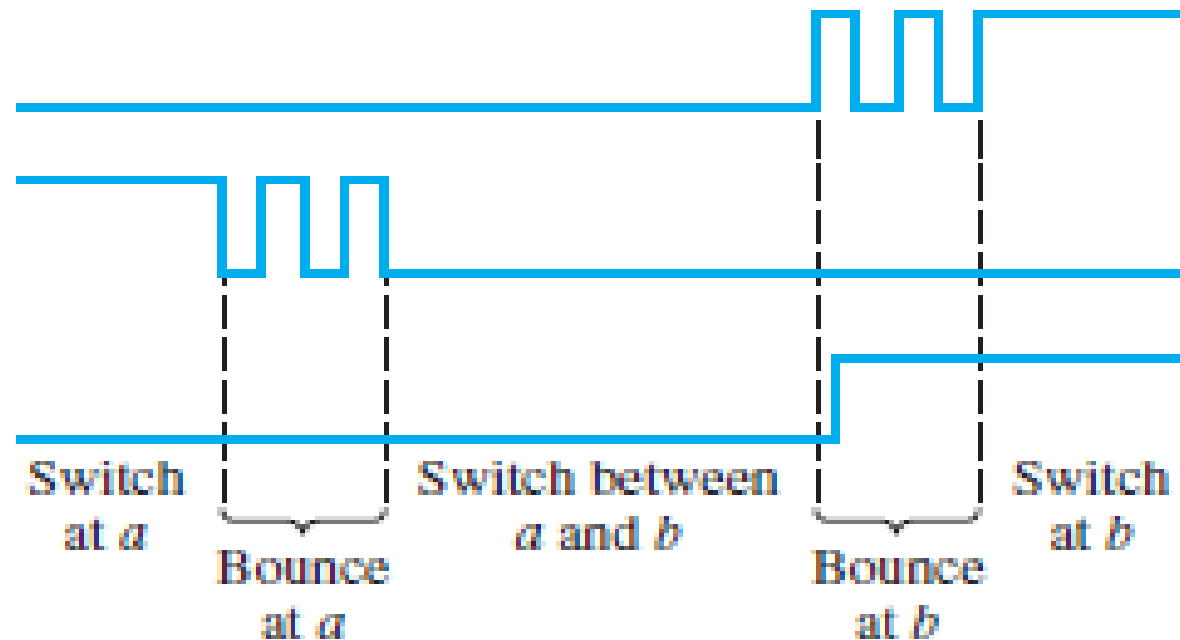 Switch
at a
Bounce
at a
Switch between
a and b
Bounce
at b
Switch
at b